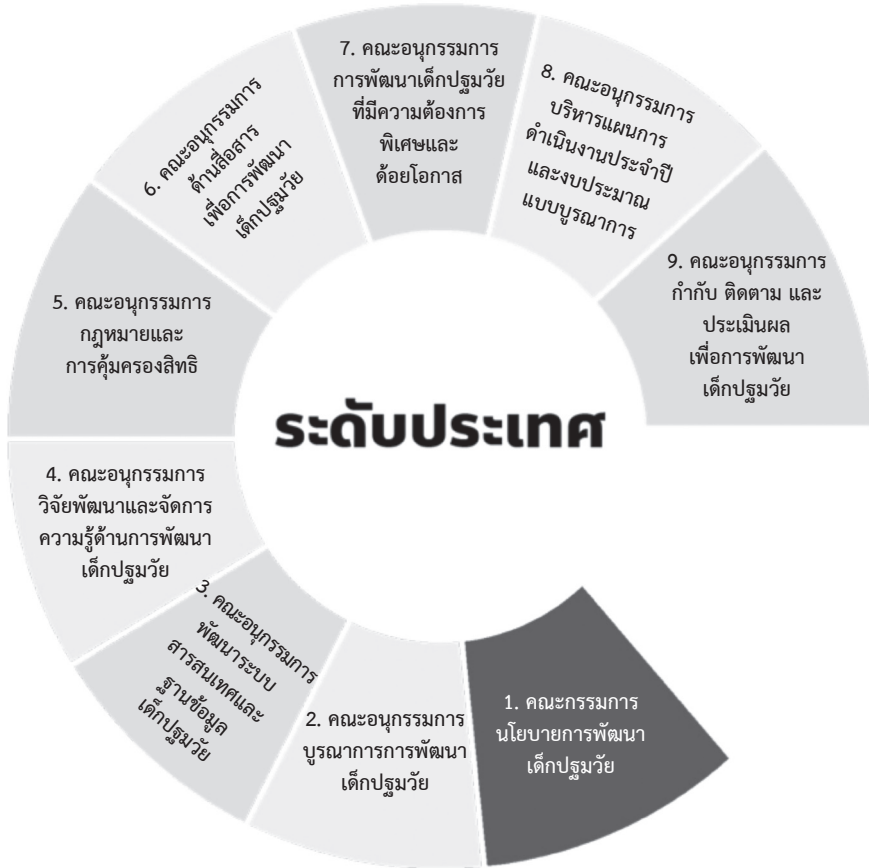 ระดับประเทศ
1. คณะกรรมการ
นโยบายการพัฒนา
เด็กปฐมวัย
2. คณะอนุกรรมการ
บูรณาการการพัฒนา
เด็กปฐมวัย
3. คณะอนุกรรมการ
พัฒนาระบบ
สารสนเทศและ
ฐานข้อมูล
เด็กปฐมวัย
4. คณะอนุกรรมการ
วิจัยพัฒนาและจัดการ
ความรู้ด้านการพัฒนา
เด็กปฐมวัย
5. คณะอนุกรรมการ
กฎหมายและ
การคุ้มครองสิทธิ
6. คณะอนุกรรมการ
ด้านสื่อสาร
เพื่อการพัฒนา
เด็กปฐมวัย
7. คณะอนุกรรมการ
การพัฒนาเด็กปฐมวัย
ที่มีความต้องการ
พิเศษและ
ด้อยโอกาส
8. คณะอนุกรรมการ
บริหารแผนการ
ดำเนินงานประจำปี
และงบประมาณ
แบบบูรณาการ
9. คณะอนุกรรมการ
กำกับ ติดตาม และ
ประเมินผล
เพื่อการพัฒนา
เด็กปฐมวัย